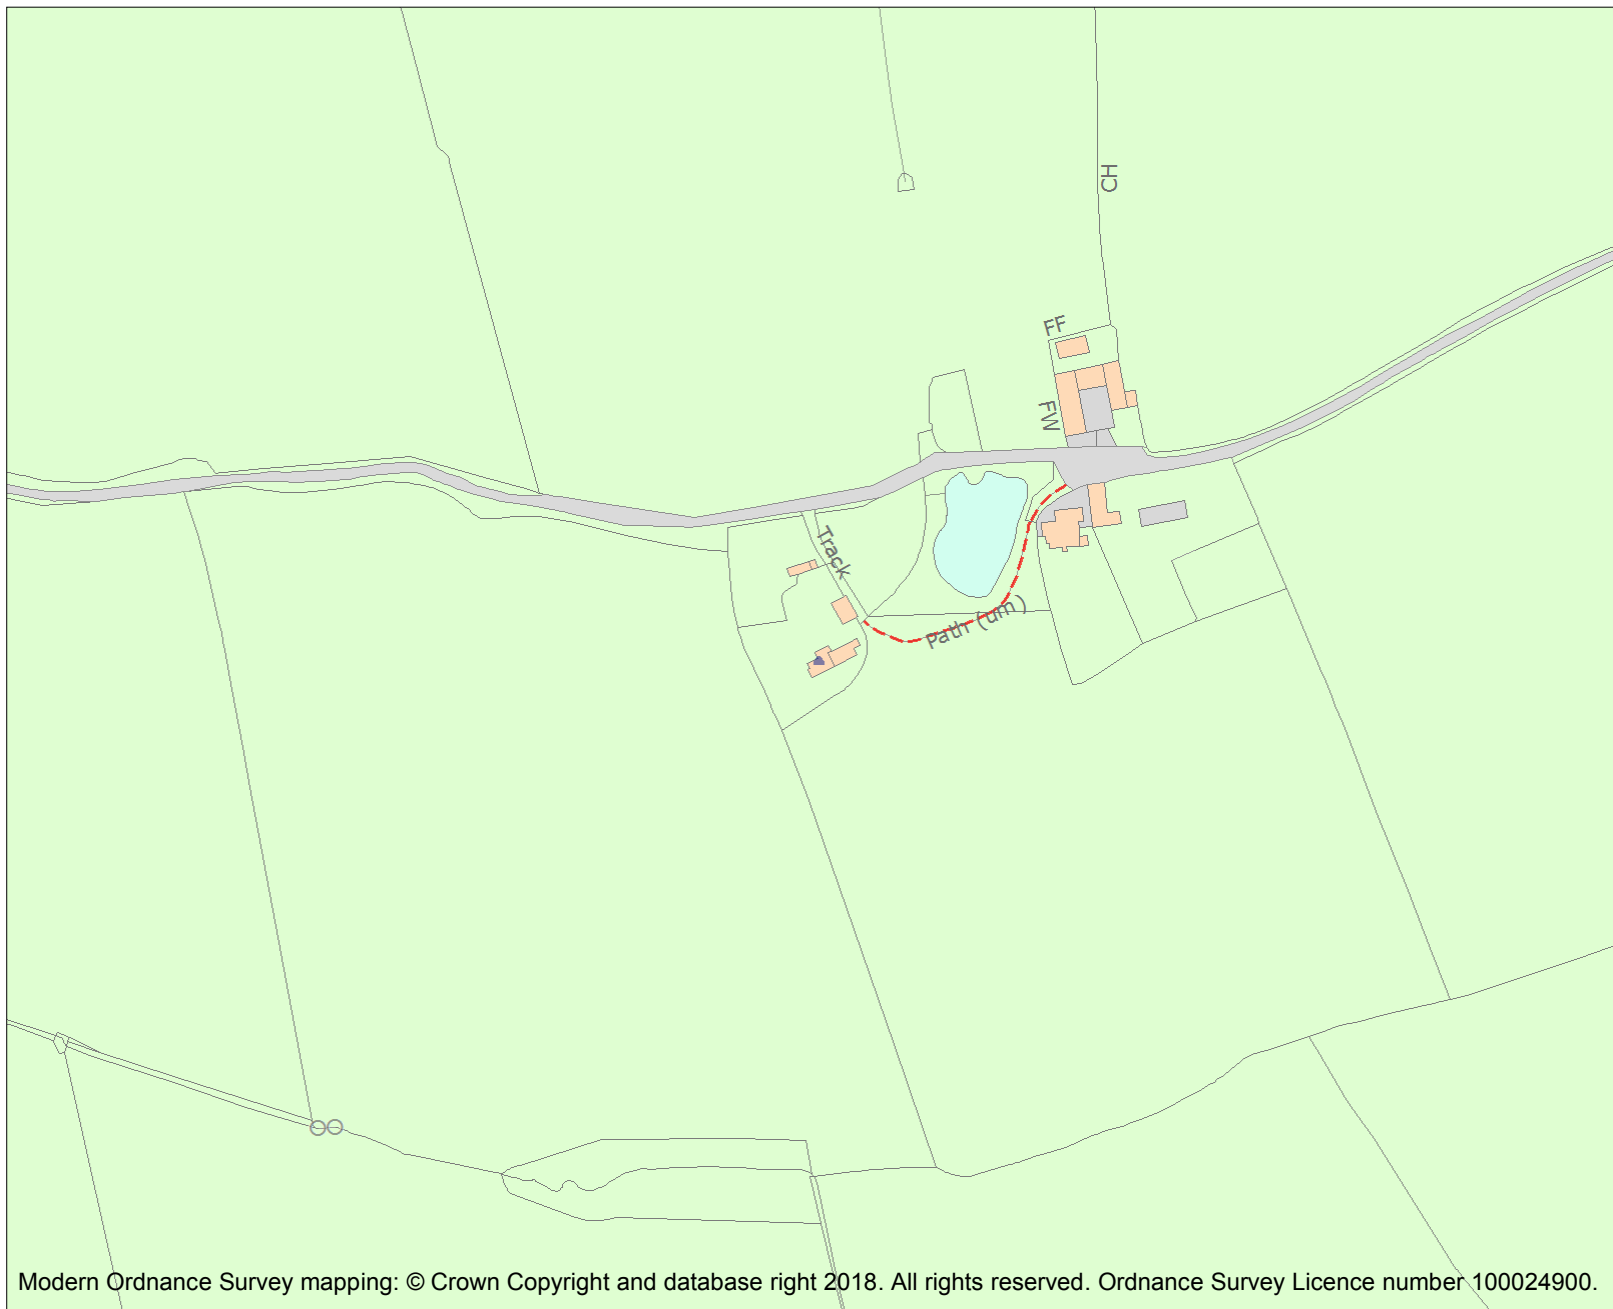 CH
FF
FW
Track
Path (um)
Modern Ordnance Survey mapping: © Crown Copyright and database right 2018. All rights reserved. Ordnance Survey Licence number 100024900.